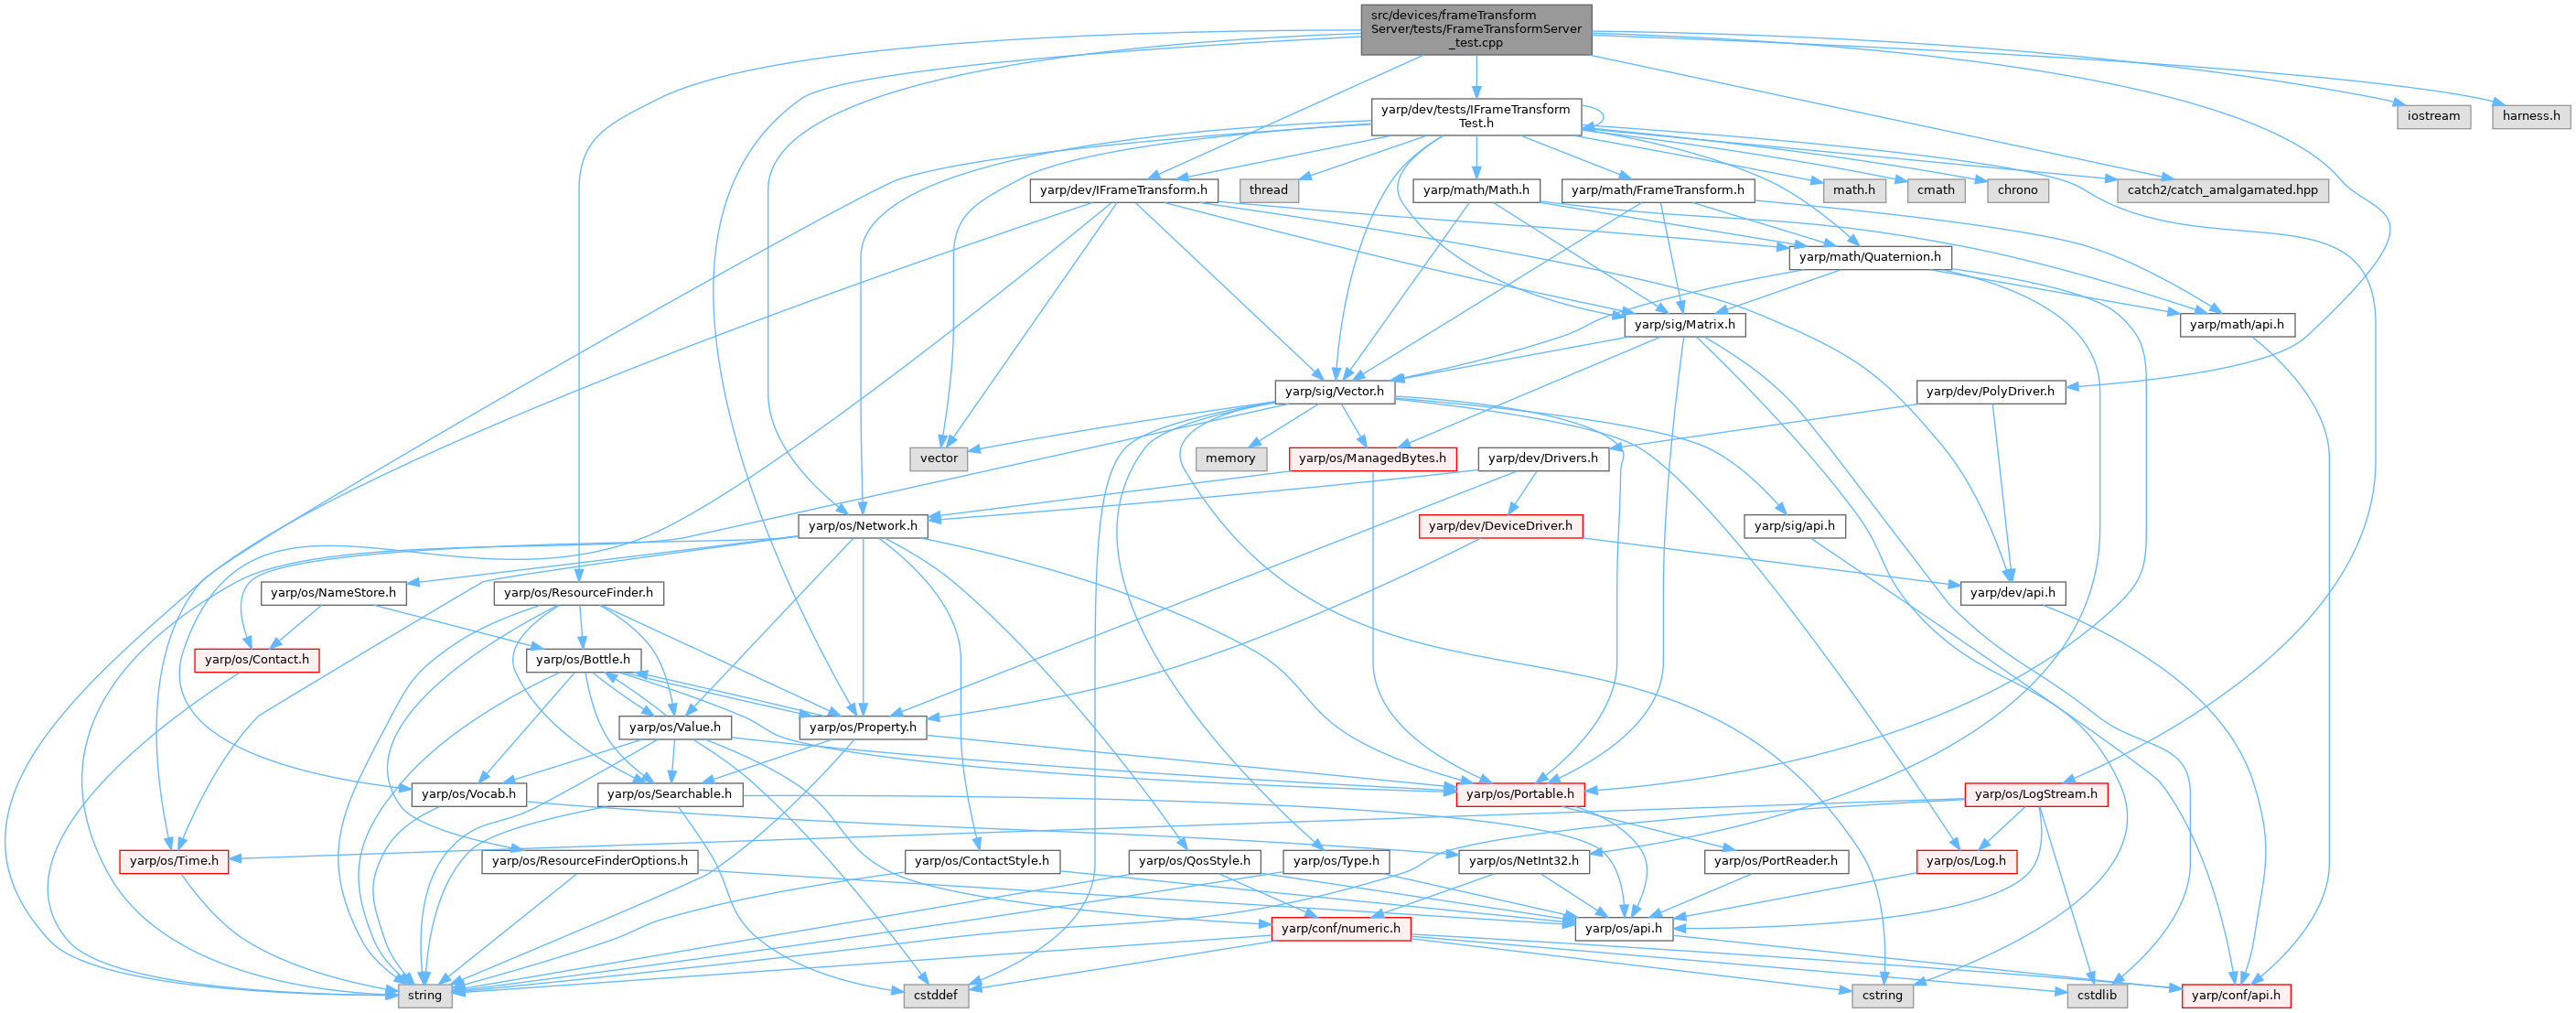 src/devices/frameTransform
Server/tests/FrameTransformServer
_test.cpp
yarp/dev/tests/IFrameTransform
Test.h
iostream
harness.h
yarp/dev/IFrameTransform.h
thread
yarp/math/Math.h
yarp/math/FrameTransform.h
math.h
cmath
chrono
catch2/catch_amalgamated.hpp
yarp/math/Quaternion.h
yarp/sig/Matrix.h
yarp/math/api.h
yarp/sig/Vector.h
yarp/dev/PolyDriver.h
vector
memory
yarp/os/ManagedBytes.h
yarp/dev/Drivers.h
yarp/os/Network.h
yarp/dev/DeviceDriver.h
yarp/sig/api.h
yarp/os/NameStore.h
yarp/os/ResourceFinder.h
yarp/dev/api.h
yarp/os/Contact.h
yarp/os/Bottle.h
yarp/os/Value.h
yarp/os/Property.h
yarp/os/Vocab.h
yarp/os/Searchable.h
yarp/os/Portable.h
yarp/os/LogStream.h
yarp/os/Time.h
yarp/os/ResourceFinderOptions.h
yarp/os/ContactStyle.h
yarp/os/QosStyle.h
yarp/os/Type.h
yarp/os/NetInt32.h
yarp/os/PortReader.h
yarp/os/Log.h
yarp/conf/numeric.h
yarp/os/api.h
string
cstddef
cstring
cstdlib
yarp/conf/api.h